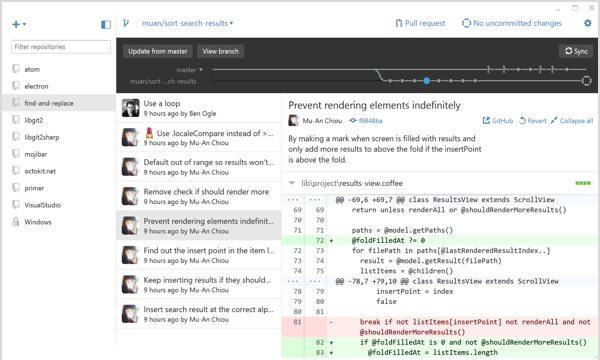 muan/sort-search-results
Pull request
No uncommitted changes
Filter repositories
Update from master
View branch
Sync
master
muan/sort-...ch-results
atom
electron
find-and-replace
libgit2
libgit2sharp
mojibar
octokit.net
primer
VisualStudio
Windows
Use a loop
9 hours ago by Ben Ogle
Use .localeCompare instead of >...
9 hours ago by Mu-An Chiou
Default out of range so results won't...
9 hours ago by Mu-An Chiou
Remove check if should render more
9 hours ago by Mu-An Chiou
Prevent rendering elements indefinit...
9 hours ago by Mu-An Chiou
Find out the insert point in the item l...
9 hours ago by Mu-An Chiou
Keep inserting results if they should...
9 hours ago by Mu-An Chiou
Insert search result at the correct alp...
9 hours ago by Mu-An Chiou
Prevent rendering elements indefinitely
Mu-An Chiou
f9848ba
GitHub
Revert
Collapse all
By making a mark when screen is filled with results and
only add more results to above the fold if the insertPoint
is above the fold.
lib\project\results-view.coffee
... ... @@ -69,6 +69,7 @@ class ResultsView extends ScrollView
69 69 return unless renderAll or @shouldRenderMoreResults()
70 70
71 71 paths = @model.getPaths()
72 + @foldFilledAt ?= 0
72 73 for filePath in paths[@lastRenderedResultIndex..]
73 74 result = @model.getResult(filePath)
74 75 listItems = @children()
... ... @@ -78,7 +79,10 @@ class ResultsView extends ScrollView
78 79 insertPoint = index
79 80 false
80 81
81 - break if not listItems[insertPoint] not renderAll and not
@shouldRenderMoreResults()
82 + if @foldFilledAt is 0 and not @shouldRenderMoreResults()
83 + @foldFilledAt = listItems.length